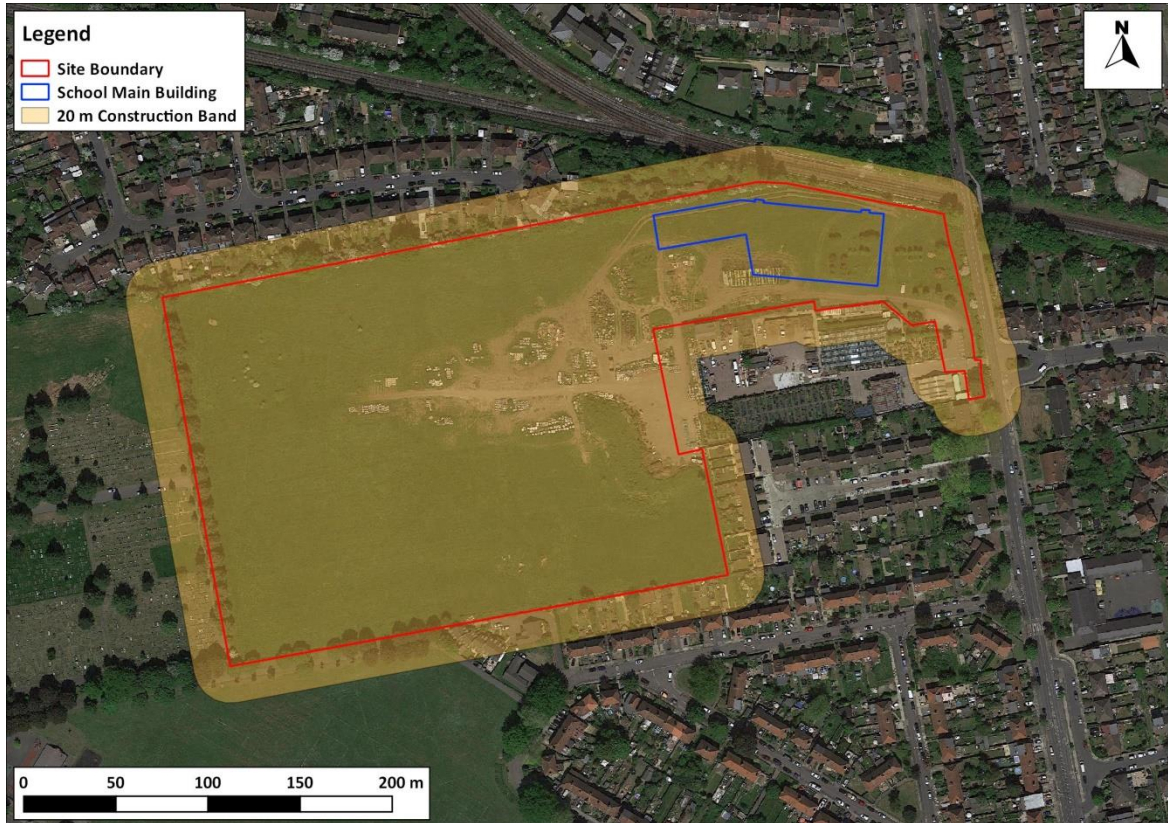 Legend
Site Boundary
School Main Building
20 m Construction Band
N
0 50 100 150 200 m